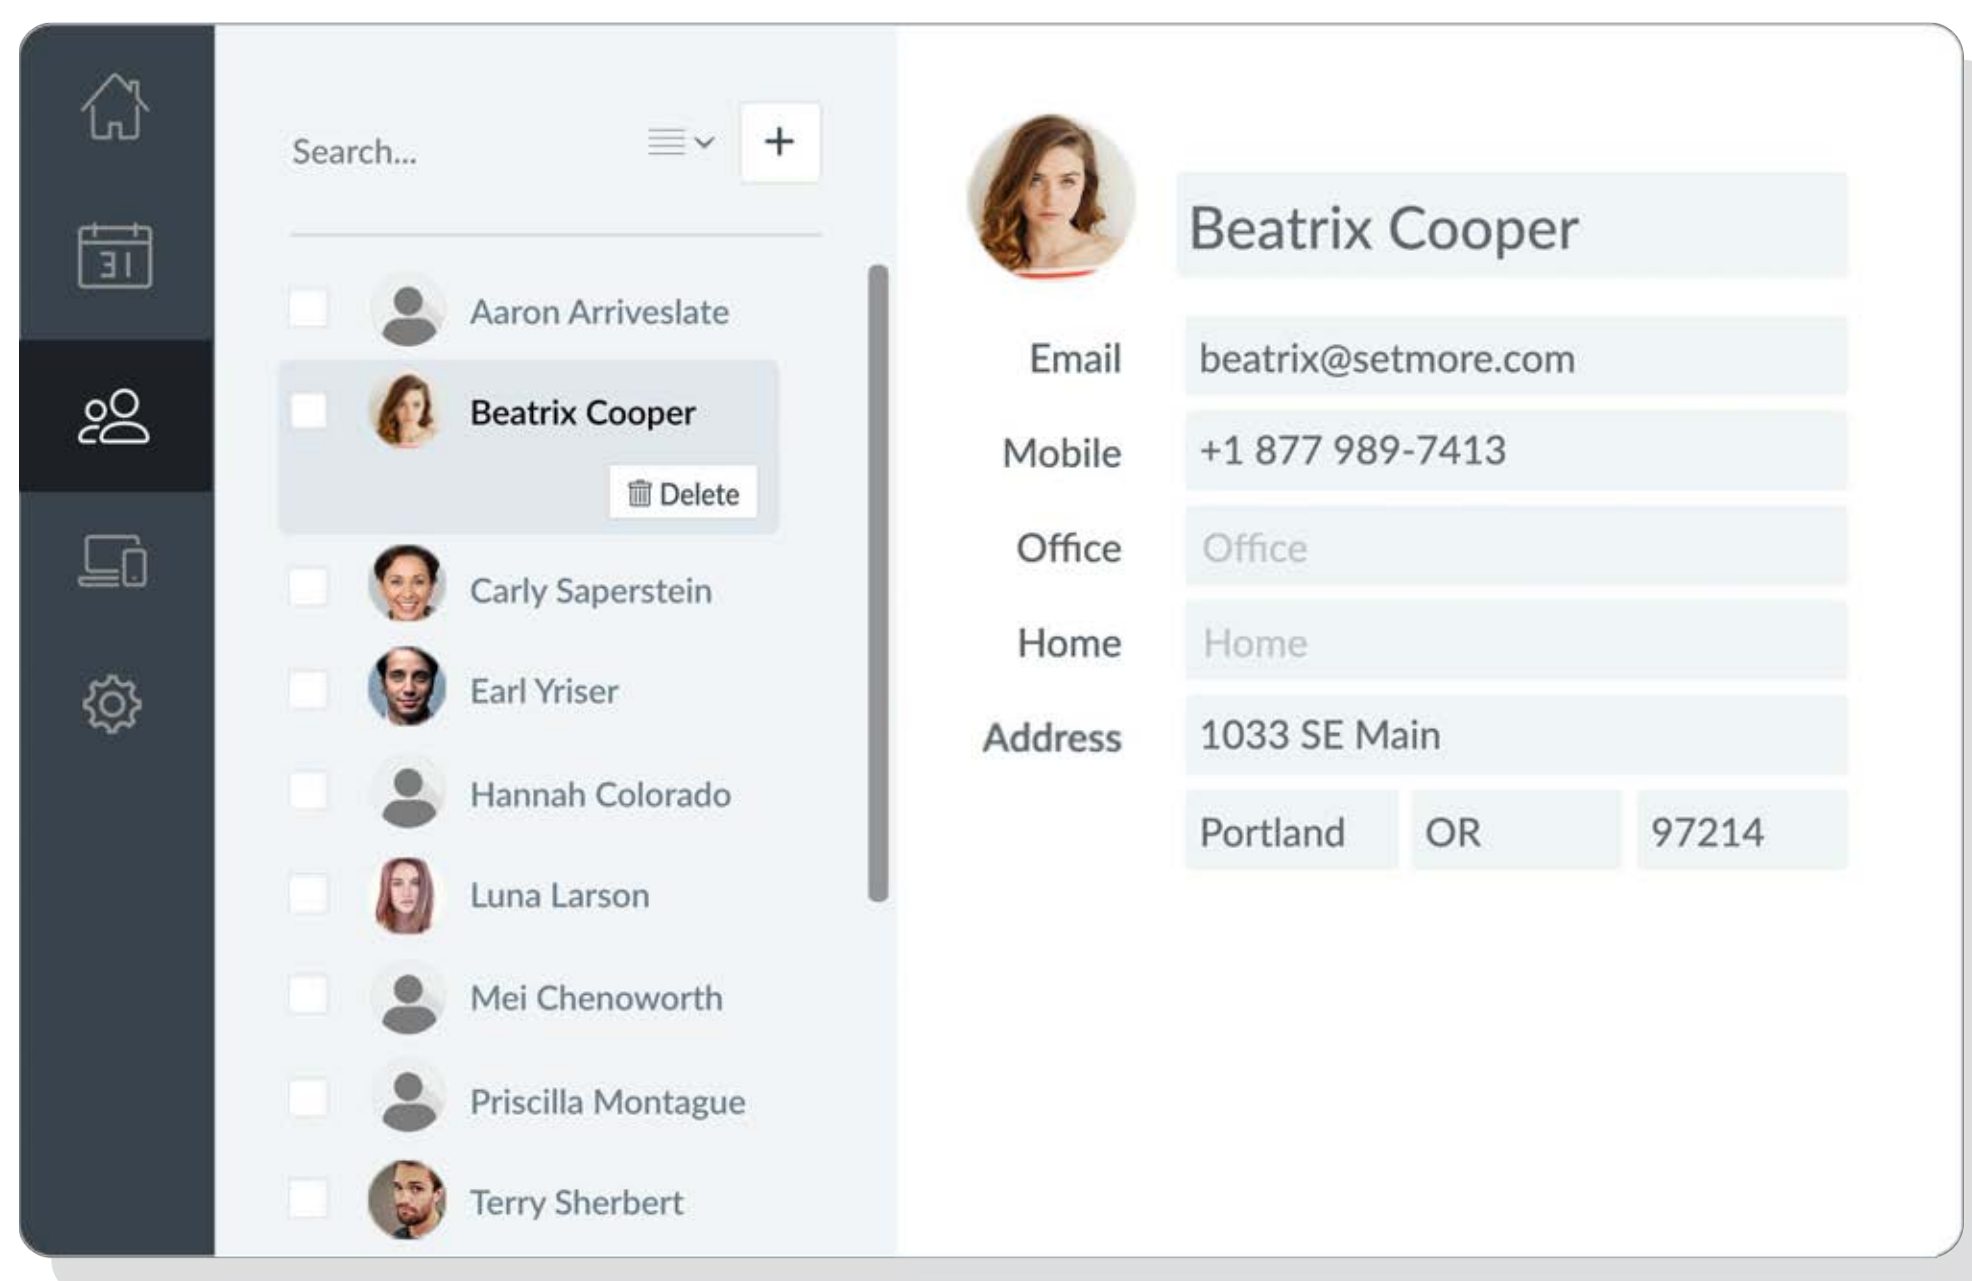 31
Search...
+
Aaron Arriveslate
Beatrix Cooper
Delete
Carly Saperstein
Earl Yriser
Hannah Colorado
Luna Larson
Mei Chenoworth
Priscilla Montague
Terry Sherbert
Beatrix Cooper
Email beatrix@setmore.com
Mobile +1 877 989-7413
Office Office
Home Home
Address 1033 SE Main
Portland OR 97214